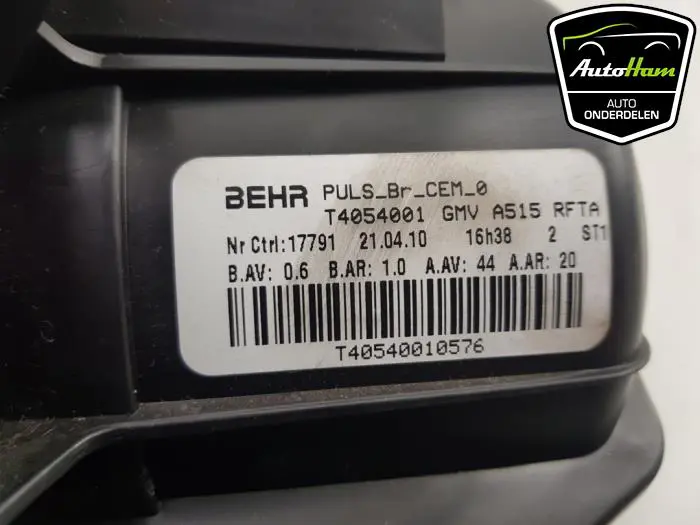 AutoHam
AUTO
ONDERDELEN
BEHR PULS_Br_CEM_0
T4054001 GMV A515 RFTA
Nr Ctrl:17791 21.04.10 16h38 2 ST1
B.AV: 0.6 B.AR: 1.0 A.AV: 44 A.AR: 20
T40540010576